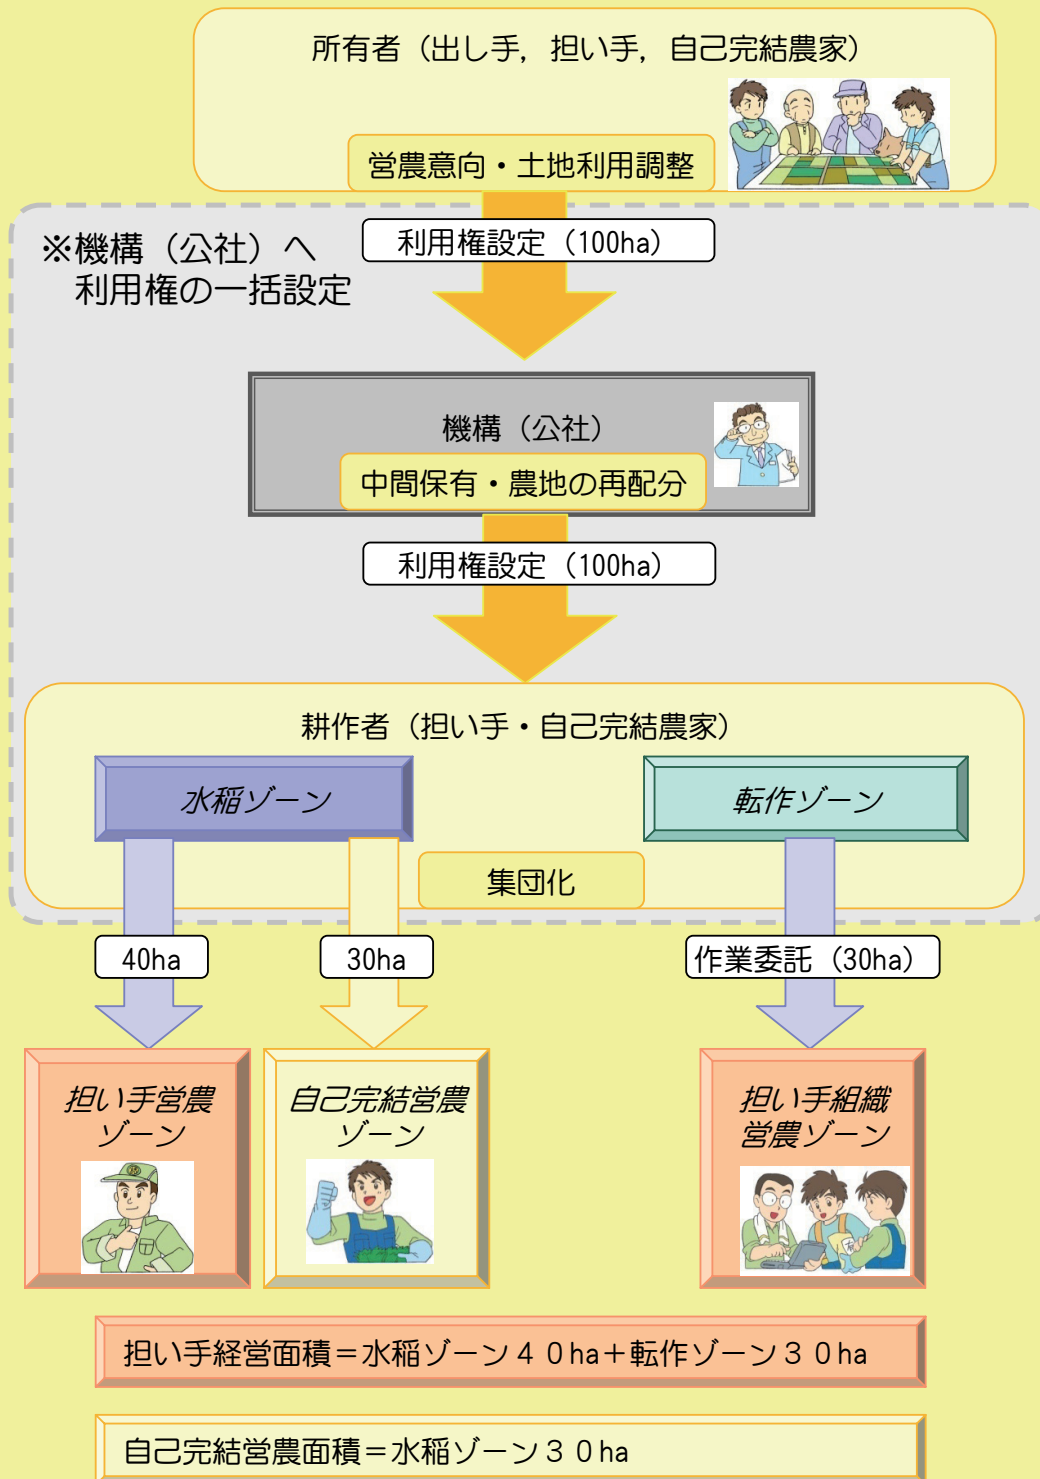 所有者（出し手，担い手，自己完結農家）
営農意向・土地利用調整
※機構（公社）へ
利用権の一括設定
利用権設定（100ha）
機構（公社）
中間保有・農地の再配分
利用権設定（100ha）
耕作者（担い手・自己完結農家）
水稲ゾーン
転作ゾーン
集団化
40ha
30ha
作業委託（30ha）
担い手営農
ゾーン
自己完結営農
ゾーン
担い手組織
営農ゾーン
担い手経営面積＝水稲ゾーン４０ha＋転作ゾーン３０ha
自己完結営農面積＝水稲ゾーン３０ha